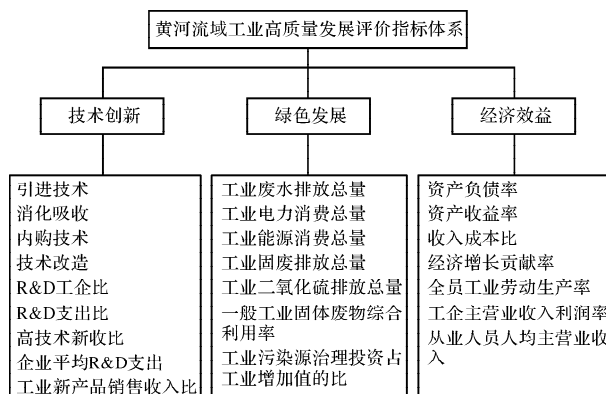 黄河流域工业高质量发展评价指标体系
技术创新
绿色发展
经济效益
引进技术
消化吸收
内购技术
技术改造
R&D工企比
R&D支出比
高技术新收比
企业平均R&D支出
工业新产品销售收入比
工业废水排放总量
工业电力消费总量
工业能源消费总量
工业固废排放总量
工业二氧化硫排放总量
一般工业固体废物综合
利用率
工业污染源治理投资占
工业增加值的比
资产负债率
资产收益率
收入成本比
经济增长贡献率
全员工业劳动生产率
工企主营业收入利润率
从业人员人均主营业收
入